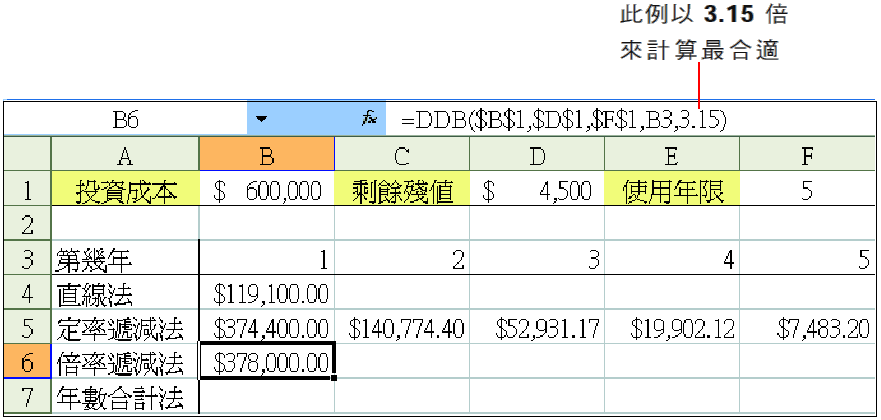 此例以 3.15 倍
來計算最合適
B6 fx =DDB($B$1,$D$1,$F$1,B3,3.15)
A B C D E F
1 投資成本 $ 600,000 剩餘殘值 $ 4,500 使用年限 5
2
3 第幾年 1 2 3 4 5
4 直線法 $119,100.00
5 定率遞減法 $374,400.00 $140,774.40 $52,931.17 $19,902.12 $7,483.20
6 倍率遞減法 $378,000.00
7 年數合計法